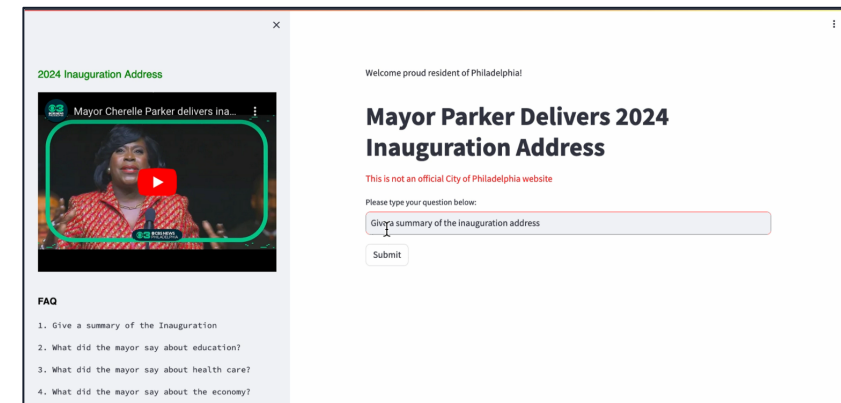 2024 Inauguration Address
Mayor Cherelle Parker delivers ina...
CBS NEWS
PHILADELPHIA
FAQ
1. Give a summary of the Inauguration
2. What did the mayor say about education?
3. What did the mayor say about health care?
4. What did the mayor say about the economy?
Welcome proud resident of Philadelphia!
Mayor Parker Delivers 2024
Inauguration Address
This is not an official City of Philadelphia website
Please type your question below:
Give a summary of the inauguration address
Submit